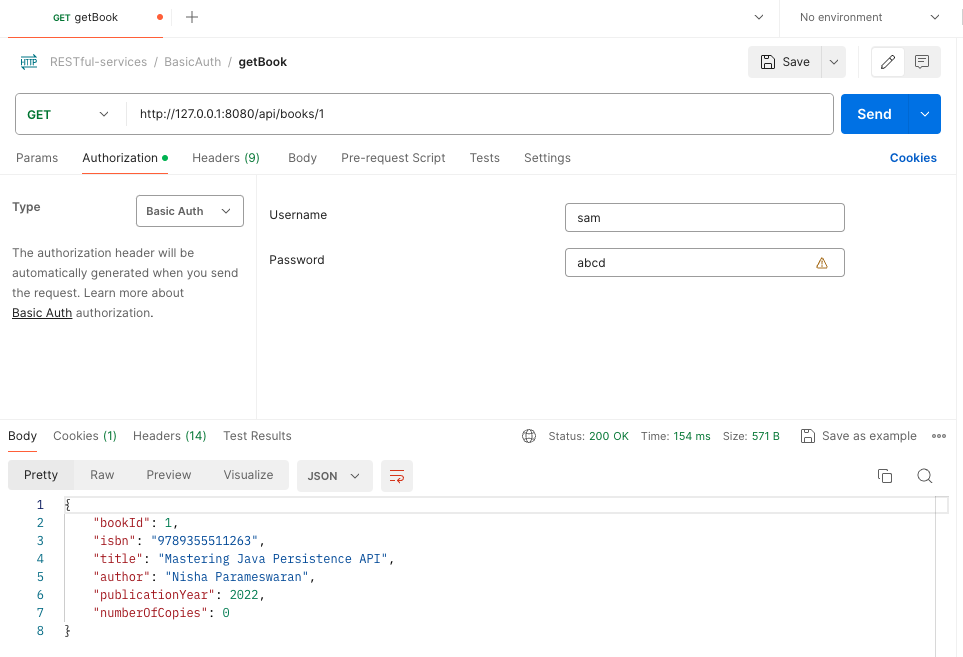 GET getBook
No environment
HTTP RESTful-services / BasicAuth / getBook
Save
GET http://127.0.0.1:8080/api/books/1
Send
Params Authorization Headers (9) Body Pre-request Script Tests Settings
Cookies
Type
Basic Auth
The authorization header will be
automatically generated when you send
the request. Learn more about
Basic Auth authorization.
Username
sam
Password
abcd
Body Cookies (1) Headers (14) Test Results
Status: 200 OK Time: 154 ms Size: 571 B
Save as example
Pretty Raw Preview Visualize
JSON
1 {
2 "bookId": 1,
3 "isbn": "9789355511263",
4 "title": "Mastering Java Persistence API",
5 "author": "Nisha Parameswaran",
6 "publicationYear": 2022,
7 "numberOfCopies": 0
8 }